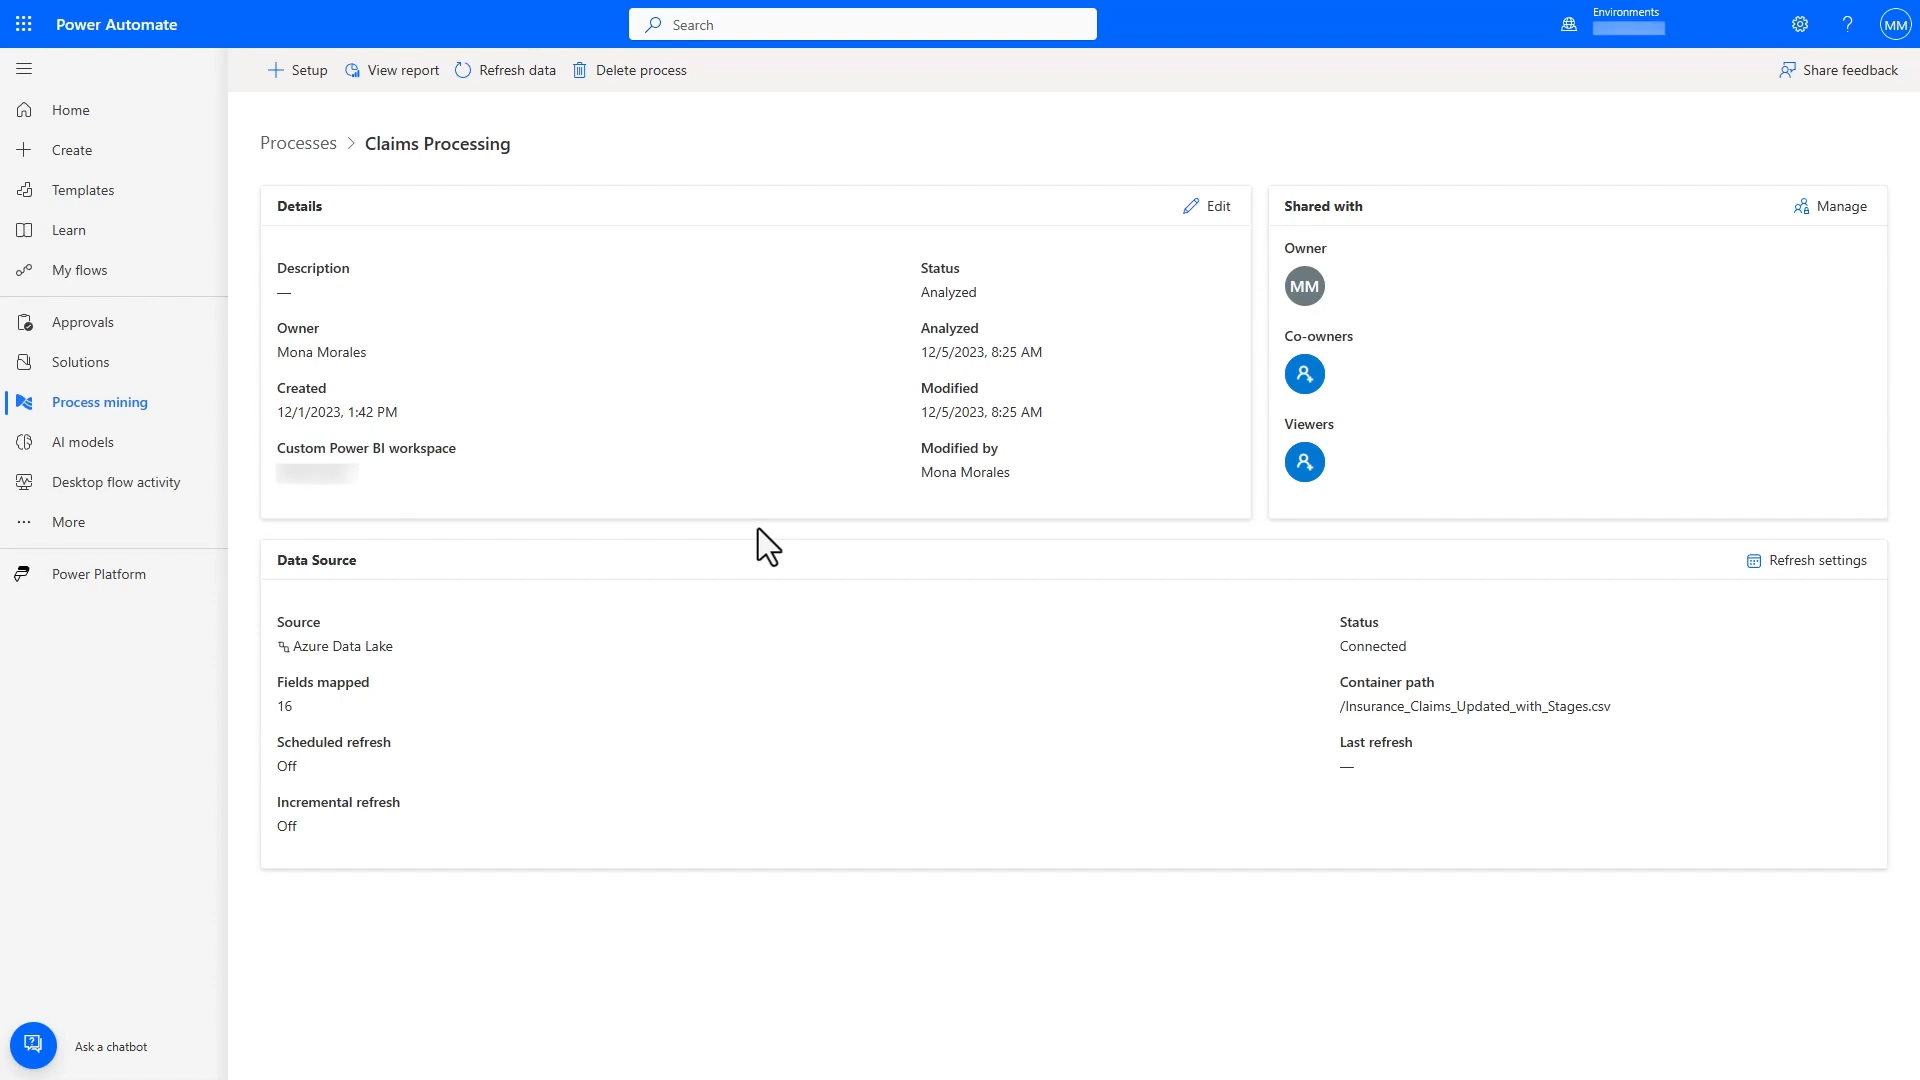 Power Automate
Search
Environments
MM
Setup
View report
Refresh data
Delete process
Share feedback
Home
Create
Templates
Learn
My flows
Approvals
Solutions
Process mining
AI models
Desktop flow activity
More
Power Platform
Ask a chatbot
Processes > Claims Processing
Details
Edit
Description
—
Owner
Mona Morales
Created
12/1/2023, 1:42 PM
Custom Power BI workspace
Status
Analyzed
Analyzed
12/5/2023, 8:25 AM
Modified
12/5/2023, 8:25 AM
Modified by
Mona Morales
Shared with
Manage
Owner
MM
Co-owners
Viewers
Data Source
Refresh settings
Source
Azure Data Lake
Fields mapped
16
Scheduled refresh
Off
Incremental refresh
Off
Status
Connected
Container path
/Insurance_Claims_Updated_with_Stages.csv
Last refresh
—